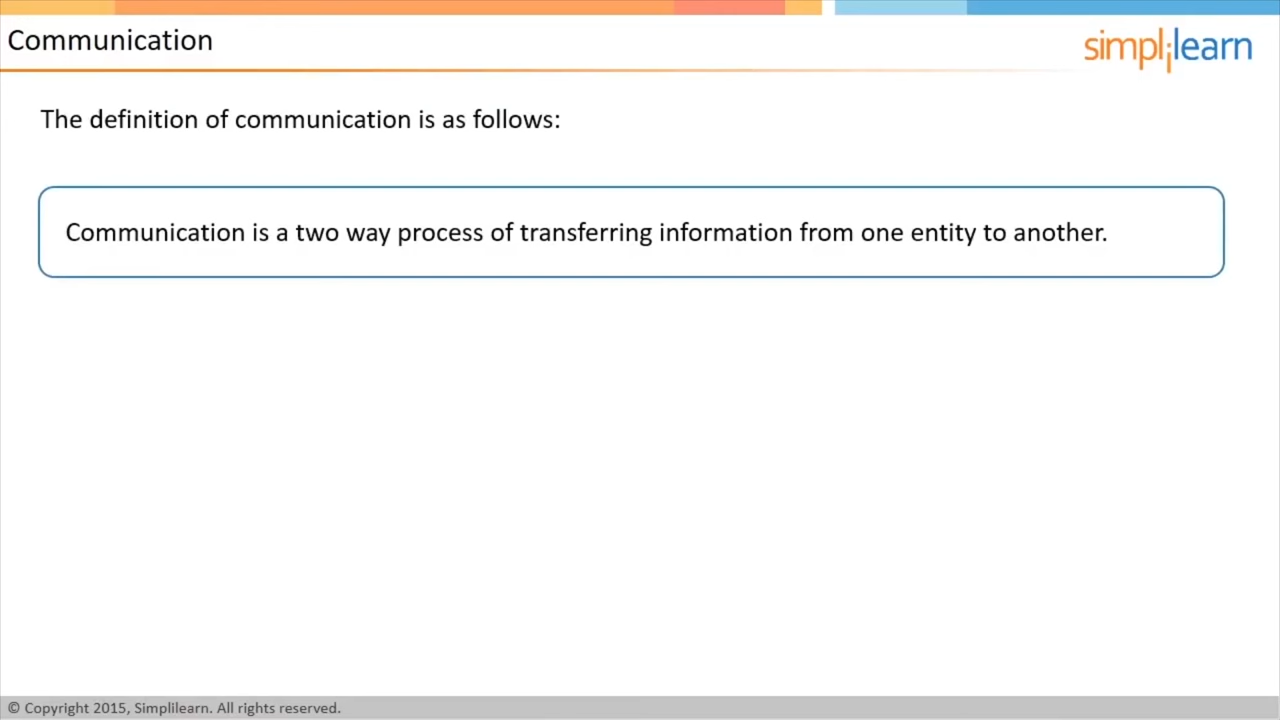 Communication
simplilearn
The definition of communication is as follows:
Communication is a two way process of transferring information from one entity to another.
© Copyright 2015, Simplilearn. All rights reserved.